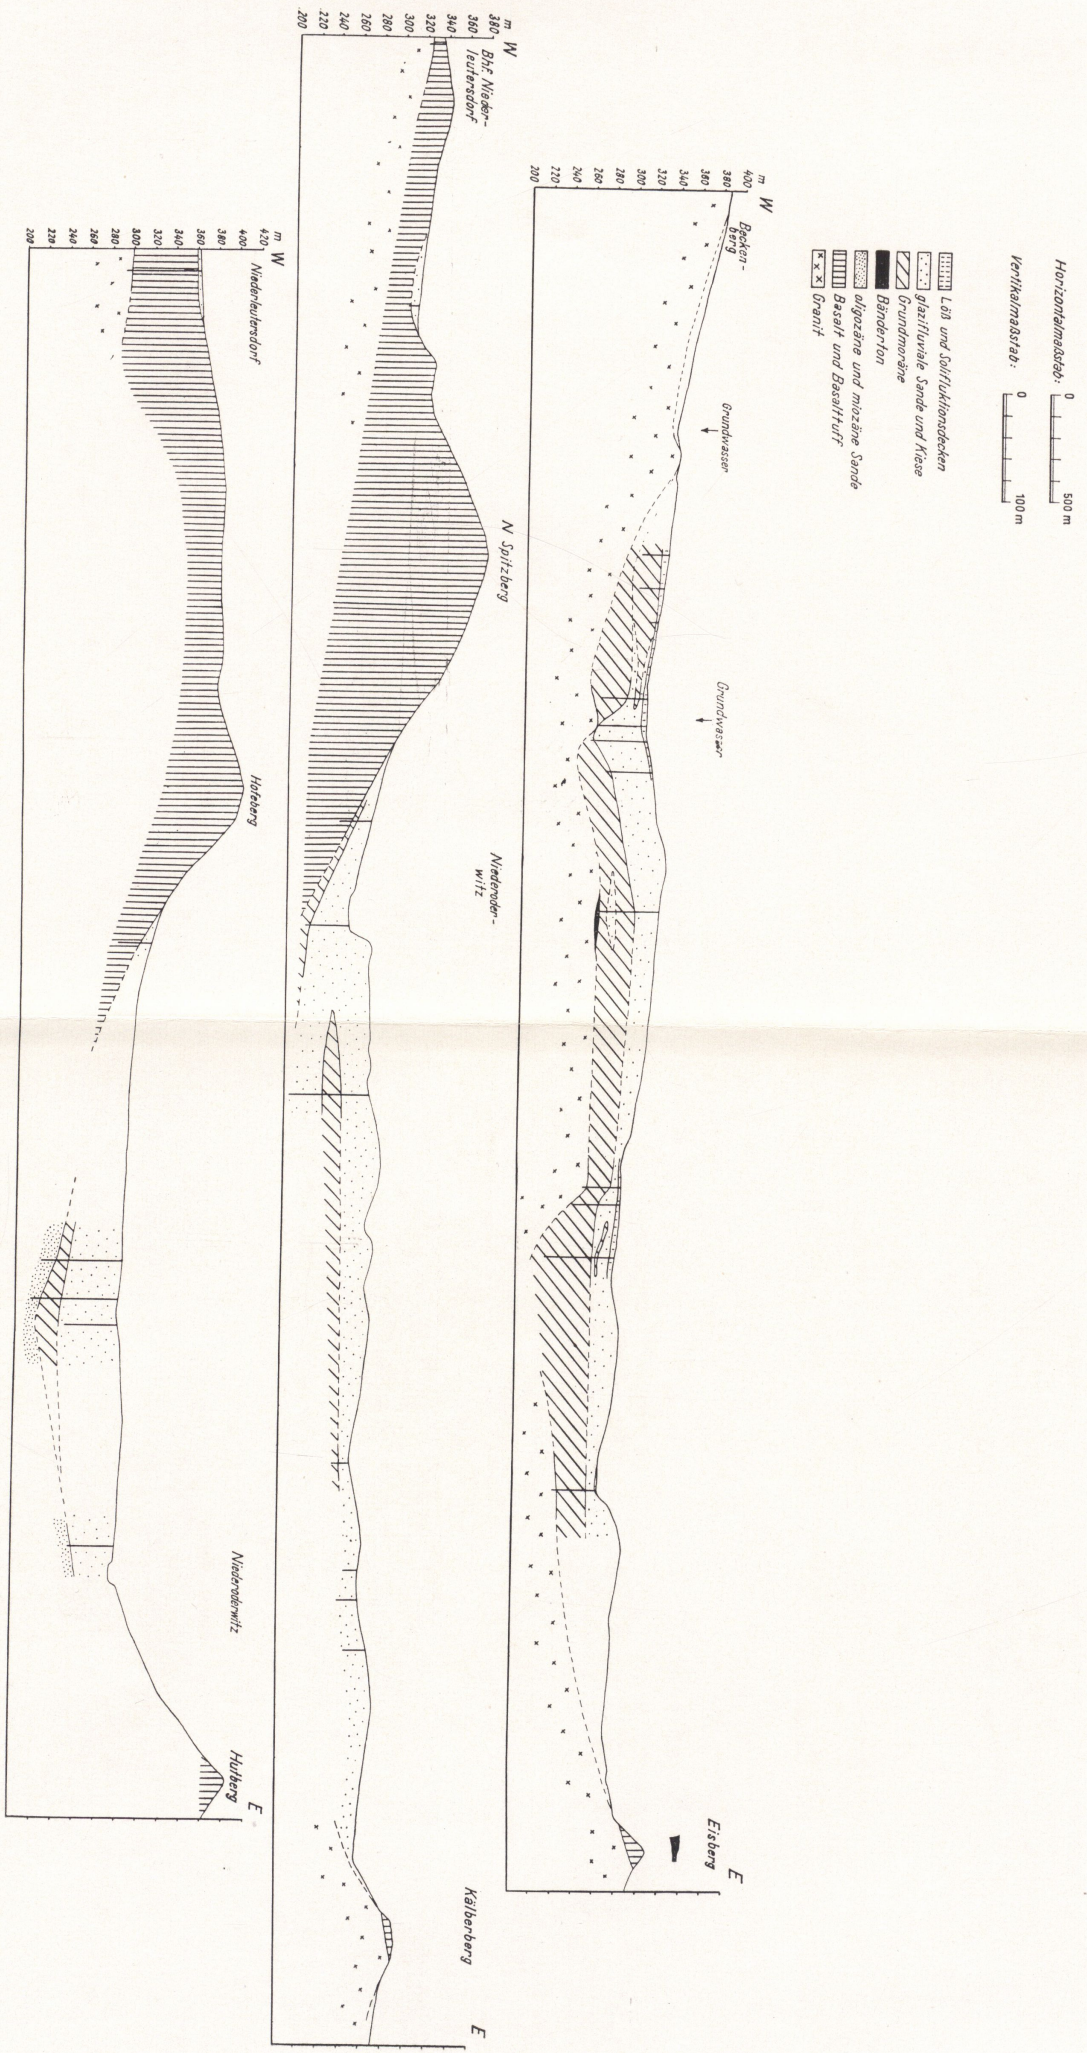 Horizontalmaßstab: 0 500 m
Vertikalmaßstab: 0 100 m
Löß und Solifluktionsdecken
glazifluviale Sande und Kiese
Grundmoräne
Bänderton
oligozäne und miozäne Sande
Basalt und Basalttuff
Granit
m W
400
380
360
340
320
300
280
260
240
220
200
Becken-
berg
Grundwasser
Grundwasser
Eisberg
E
m W
380
360
340
320
300
280
260
240
220
200
Bhf. Nieder-
leutersdorf
N Spitzberg
Niederoder-
witz
Kälberberg
E
m W
420
400
380
360
340
320
300
280
260
240
220
200
Niederleutersdorf
Hofeberg
Niederoderwitz
Hutberg
E